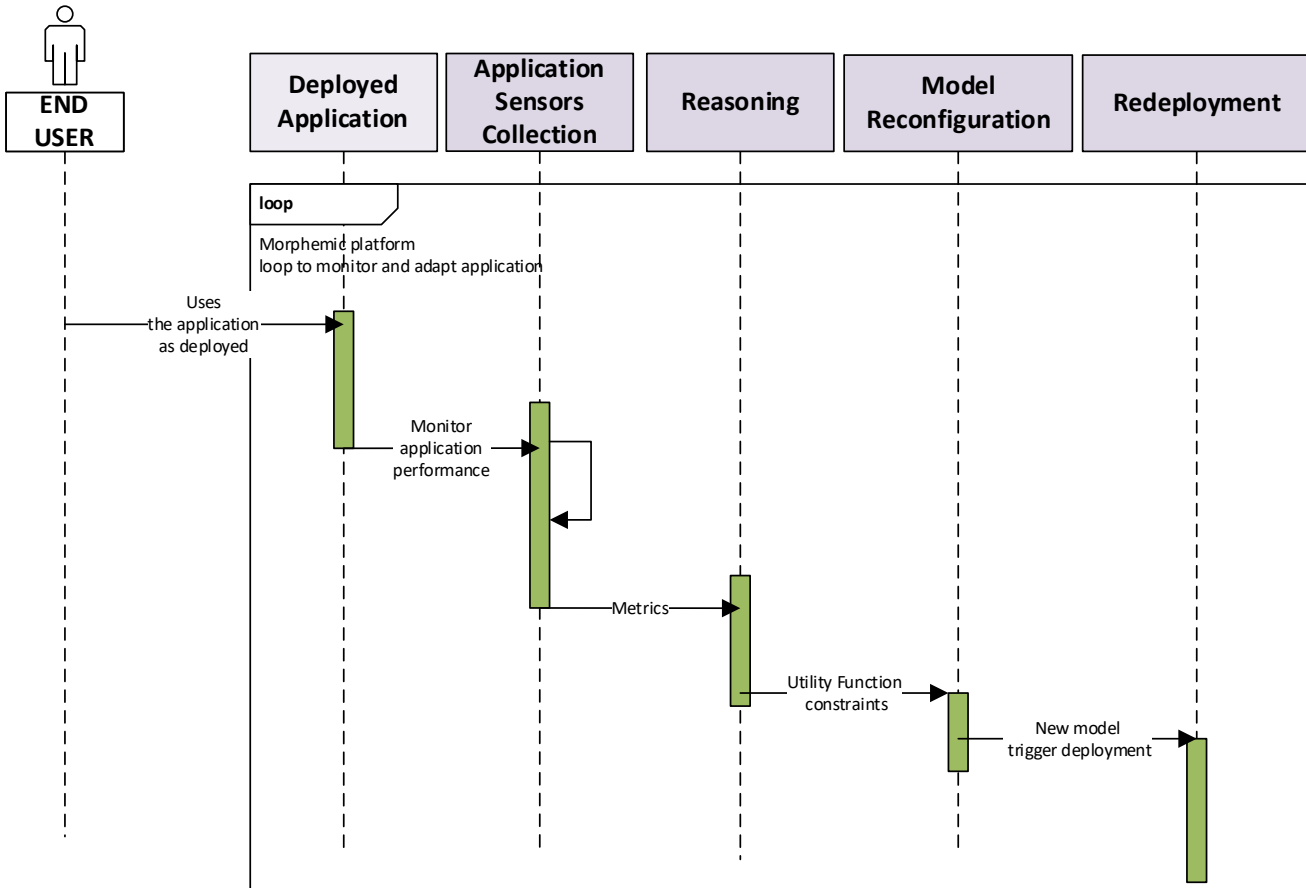 END
USER
Deployed
Application
Application
Sensors
Collection
Reasoning
Model
Reconfiguration
Redeployment
loop
Morphemic platform
loop to monitor and adapt application
Uses
the application
as deployed
Monitor
application
performance
Metrics
Utility Function
constraints
New model
trigger deployment